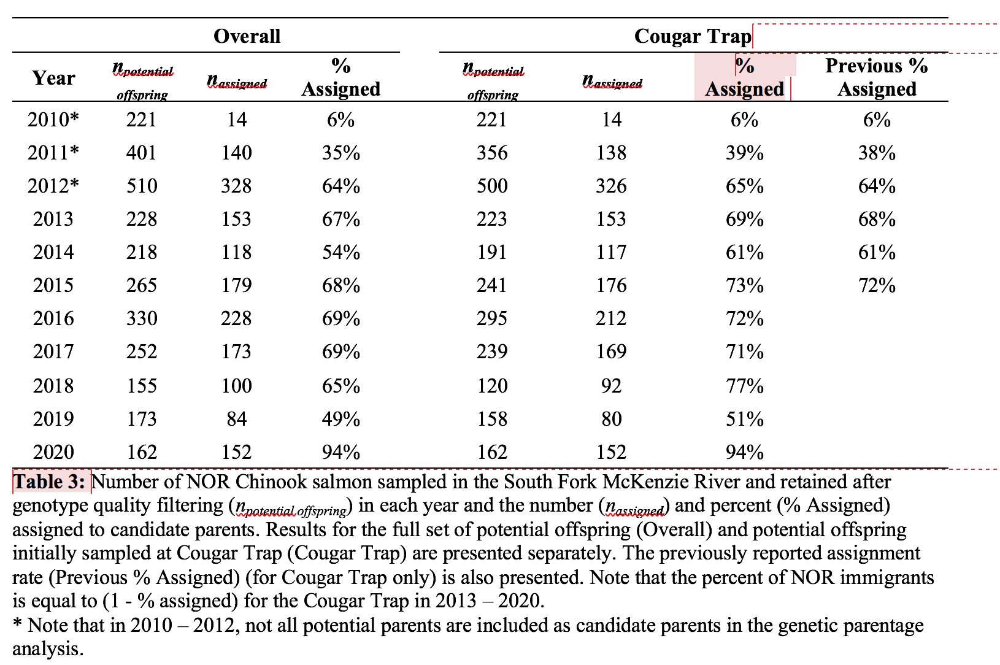 Overall Cougar Trap
Year n potential offspring n assigned % Assigned n potential offspring n assigned % Assigned Previous % Assigned
2010* 221 14 6% 221 14 6% 6%
2011* 401 140 35% 356 138 39% 38%
2012* 510 328 64% 500 326 65% 64%
2013 228 153 67% 223 153 69% 68%
2014 218 118 54% 191 117 61% 61%
2015 265 179 68% 241 176 73% 72%
2016 330 228 69% 295 212 72%
2017 252 173 69% 239 169 71%
2018 155 100 65% 120 92 77%
2019 173 84 49% 158 80 51%
2020 162 152 94% 162 152 94%
Table 3: Number of NOR Chinook salmon sampled in the South Fork McKenzie River and retained after
genotype quality filtering (n potential offspring) in each year and the number (n assigned) and percent (% Assigned)
assigned to candidate parents. Results for the full set of potential offspring (Overall) and potential offspring
initially sampled at Cougar Trap (Cougar Trap) are presented separately. The previously reported assignment
rate (Previous % Assigned) (for Cougar Trap only) is also presented. Note that the percent of NOR immigrants
is equal to (1 - % assigned) for the Cougar Trap in 2013 – 2020.
* Note that in 2010 – 2012, not all potential parents are included as candidate parents in the genetic parentage
analysis.